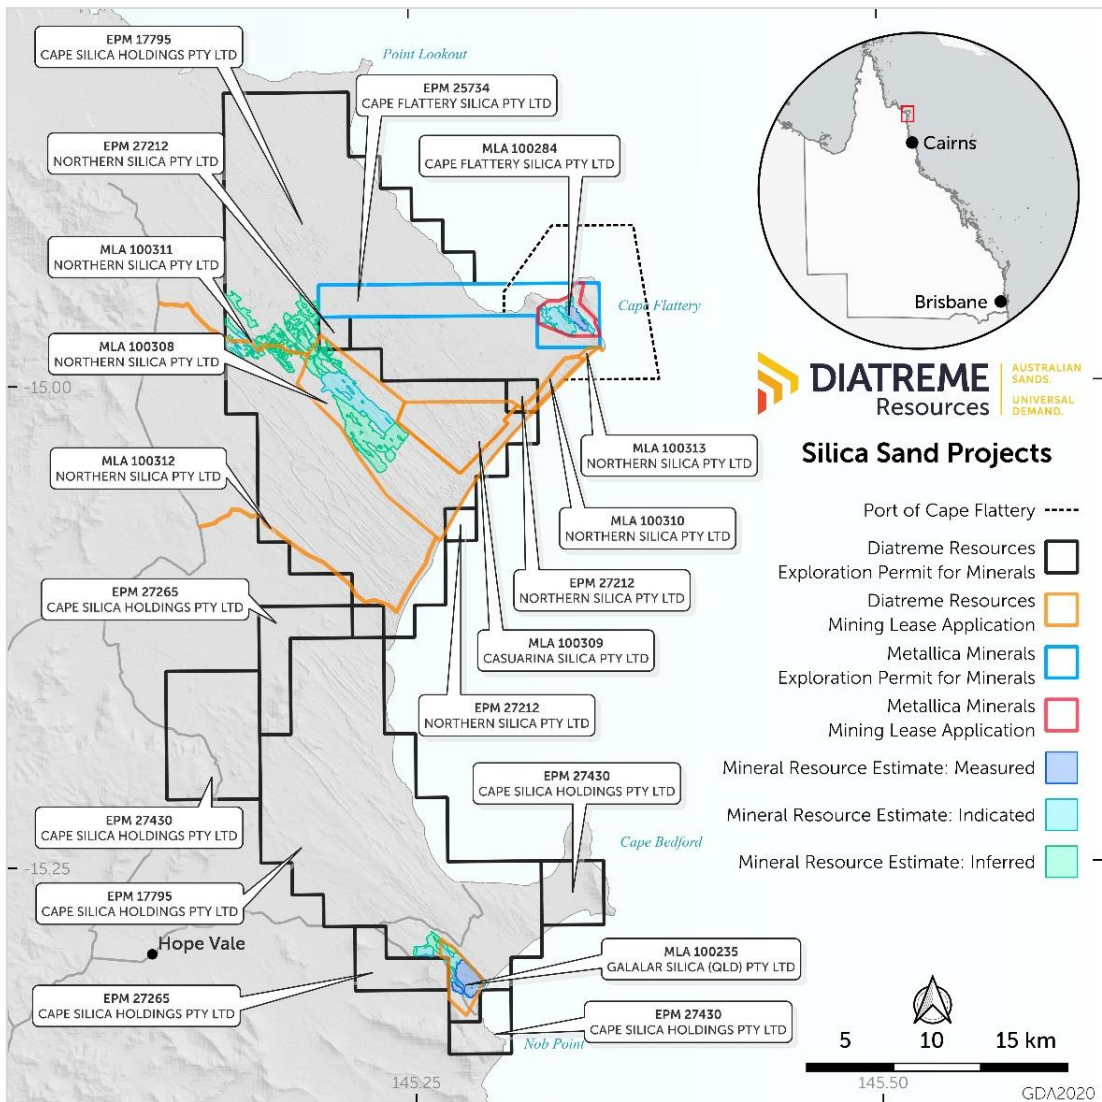 EPM 17795
CAPE SILICA HOLDINGS PTY LTD
Point Lookout
EPM 25734
CAPE FLATTERY SILICA PTY LTD
EPM 27212
NORTHERN SILICA PTY LTD
MLA 100284
CAPE FLATTERY SILICA PTY LTD
MLA 100311
NORTHERN SILICA PTY LTD
Cape Flattery
MLA 100308
NORTHERN SILICA PTY LTD
-15.00
MLA 100313
NORTHERN SILICA PTY LTD
MLA 100312
NORTHERN SILICA PTY LTD
MLA 100310
NORTHERN SILICA PTY LTD
EPM 27212
NORTHERN SILICA PTY LTD
EPM 27265
CAPE SILICA HOLDINGS PTY LTD
MLA 100309
CASUARINA SILICA PTY LTD
EPM 27212
NORTHERN SILICA PTY LTD
EPM 27430
CAPE SILICA HOLDINGS PTY LTD
EPM 27430
CAPE SILICA HOLDINGS PTY LTD
Cape Bedford
-15.25
EPM 17795
CAPE SILICA HOLDINGS PTY LTD
Hope Vale
MLA 100235
GALALAR SILICA (QLD) PTY LTD
EPM 27265
CAPE SILICA HOLDINGS PTY LTD
EPM 27430
CAPE SILICA HOLDINGS PTY LTD
Nob Point
145.25
145.50
Cairns
Brisbane
DIATREME
Resources
AUSTRALIAN
SANDS.
UNIVERSAL
DEMAND.
Silica Sand Projects
Port of Cape Flattery
Diatreme Resources
Exploration Permit for Minerals
Diatreme Resources
Mining Lease Application
Metallica Minerals
Exploration Permit for Minerals
Metallica Minerals
Mining Lease Application
Mineral Resource Estimate: Measured
Mineral Resource Estimate: Indicated
Mineral Resource Estimate: Inferred
5 10 15 km
GDA2020